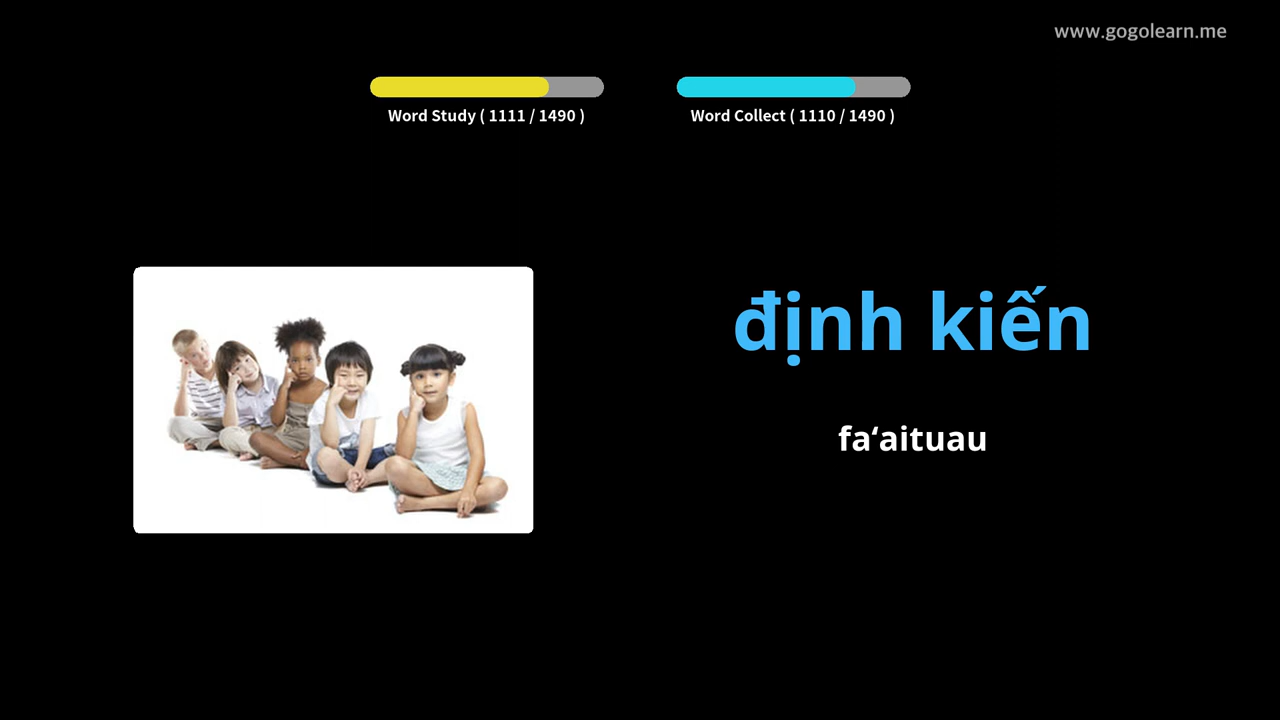 www.gogolearn.me
Word Study ( 1111 / 1490 )
Word Collect ( 1110 / 1490 )
định kiến
fa‘aituau